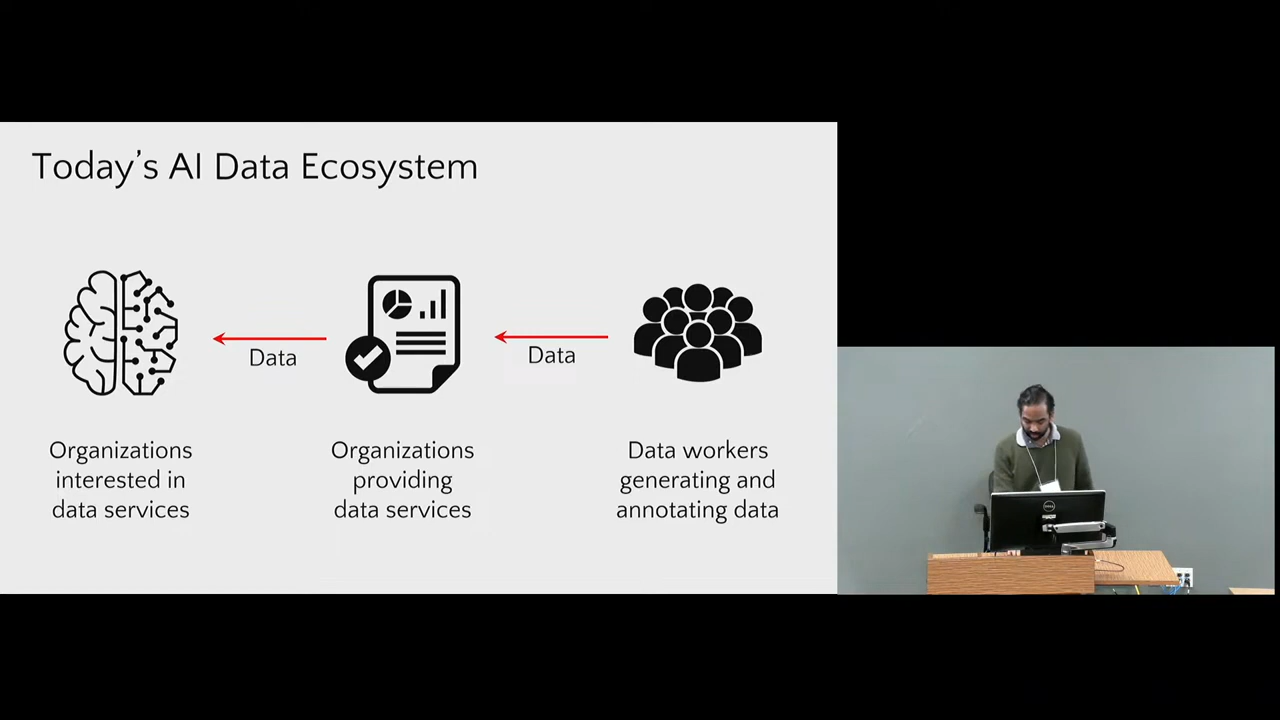 Today's AI Data Ecosystem
Data
Data
Organizations
interested in
data services
Organizations
providing
data services
Data workers
generating and
annotating data
DELL